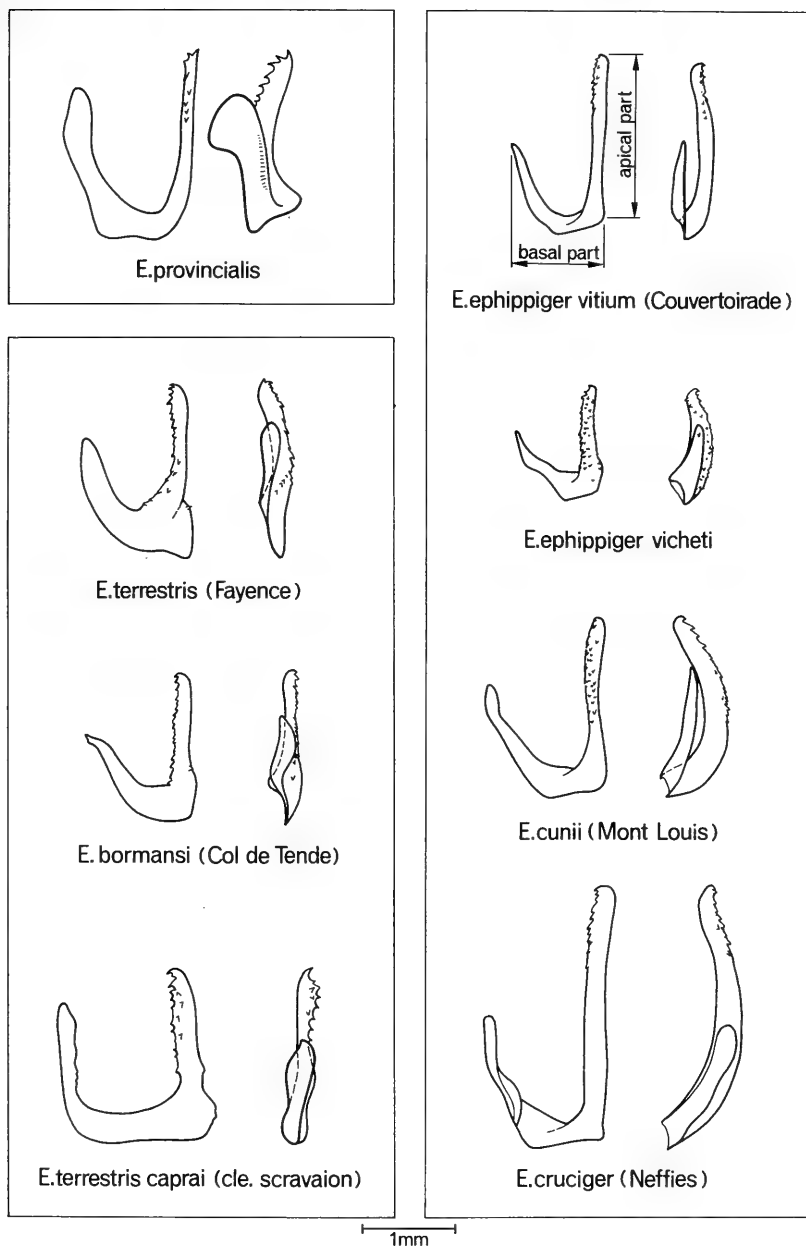 E.provincialis
E.terrestris (Fayence)
E. bormansi (Col de Tende)
E.terrestris caprai (cle. scravaion)
apical part
basal part
E.ephippiger vitium (Couvertoirade)
E.ephippiger vicheti
E.cunii (Mont Louis)
E.cruciger (Neffies)
1mm